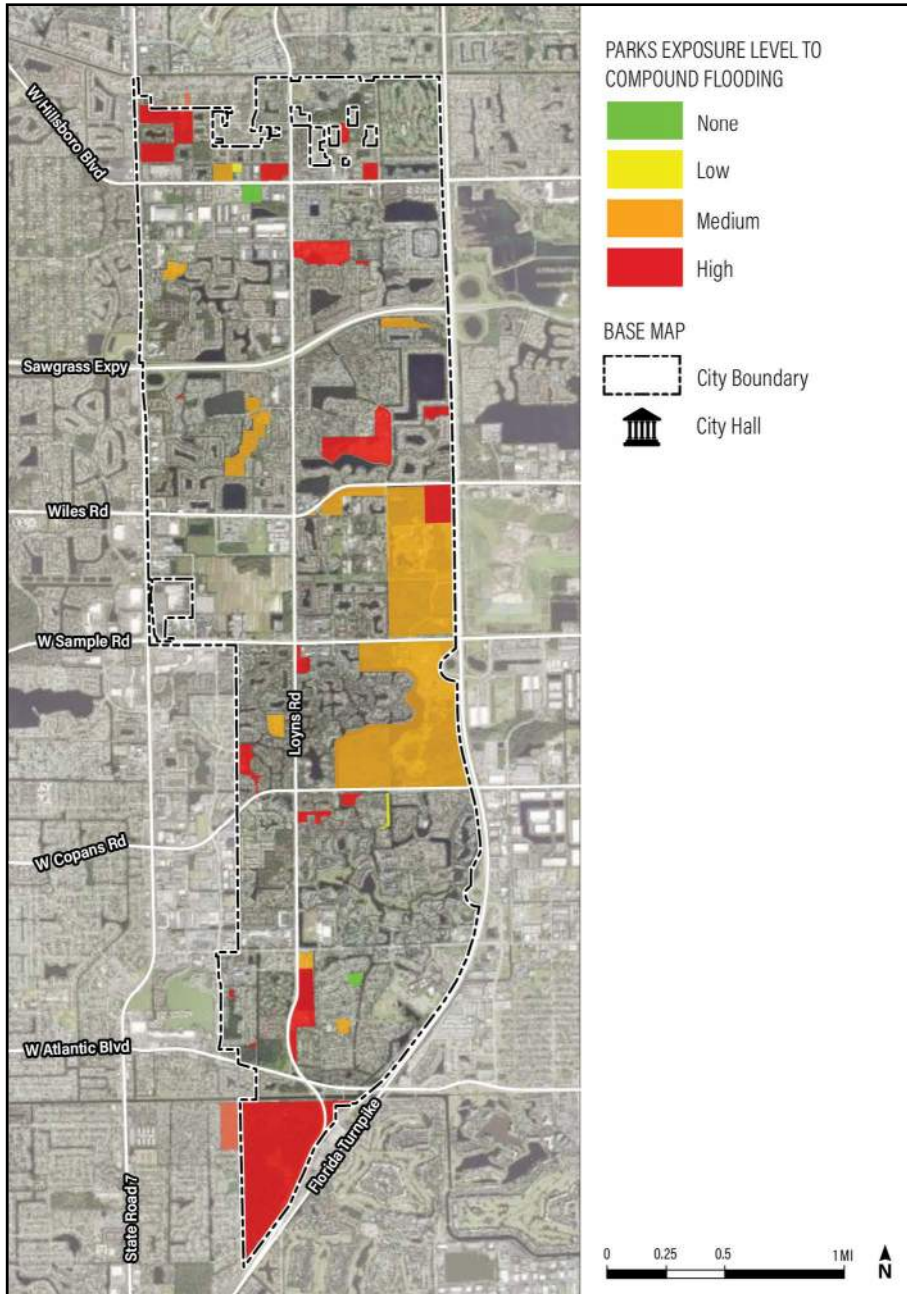 PARKS EXPOSURE LEVEL TO
COMPOUND FLOODING
None
Low
Medium
High
BASE MAP
City Boundary
City Hall
W Hillsboro Blvd
Sawgrass Expy
Wiles Rd
W Sample Rd
Loyns Rd
W Copans Rd
W Atlantic Blvd
Florida Turnpike
State Road 7
0 0.25 0.5 1 MI
N